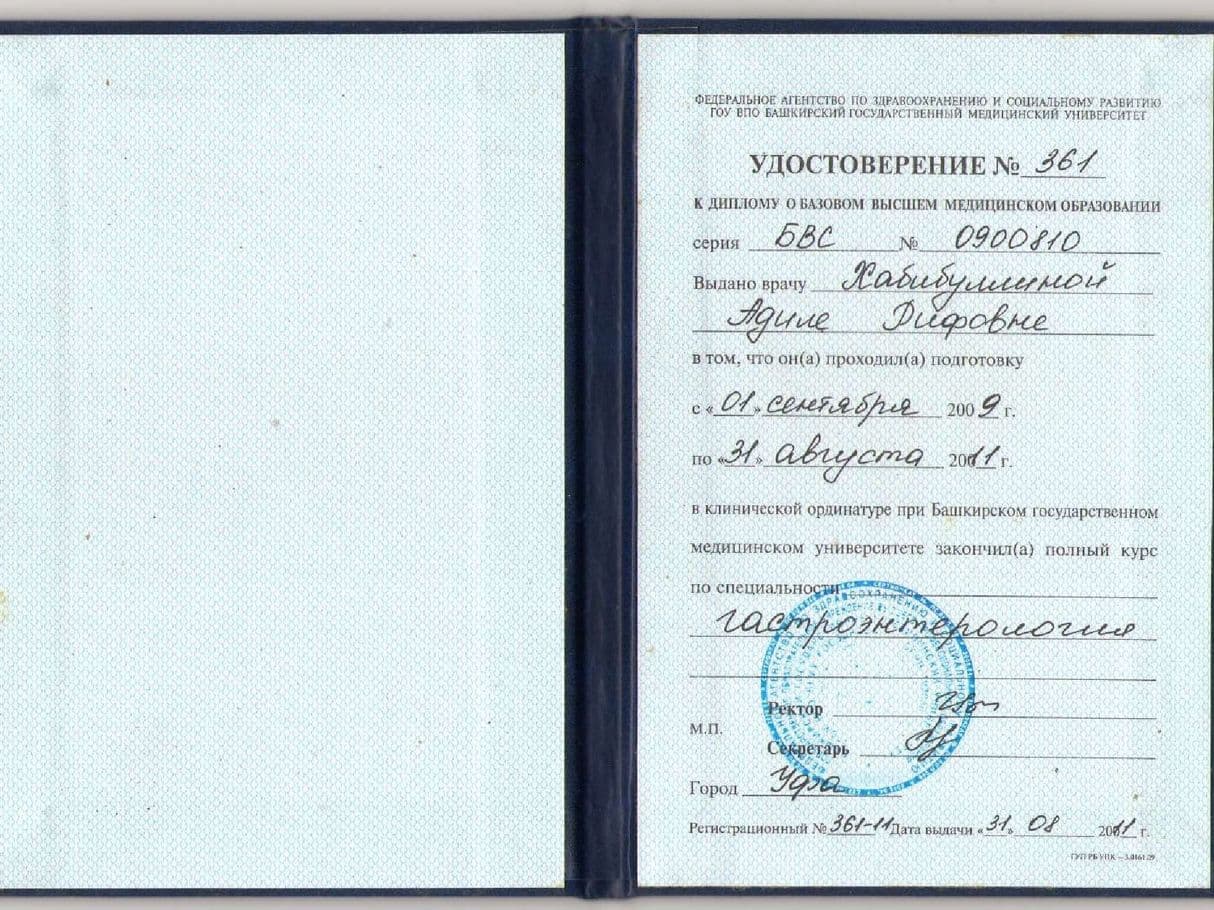 ФЕДЕРАЛЬНОЕ АГЕНТСТВО ПО ЗДРАВООХРАНЕНИЮ И СОЦИАЛЬНОМУ РАЗВИТИЮ
ГОУ ВПО БАШКИРСКИЙ ГОСУДАРСТВЕННЫЙ МЕДИЦИНСКИЙ УНИВЕРСИТЕТ
УДОСТОВЕРЕНИЕ № 361
К ДИПЛОМУ О БАЗОВОМ ВЫСШЕМ МЕДИЦИНСКОМ ОБРАЗОВАНИИ
серия БВС № 0900810
Выдано врачу Хабибуллиной
Адиле Рифовне
в том, что он(а) проходил(а) подготовку
с «01» сентября 2009 г.
по «31» августа 2011 г.
в клинической ординатуре при Башкирском государственном
медицинском университете закончил(а) полный курс
по специальности
гастроэнтерология
Ректор
М.П.
Секретарь
Город Уфа
Регистрационный № 361-11 Дата выдачи «31» 08 2011 г.